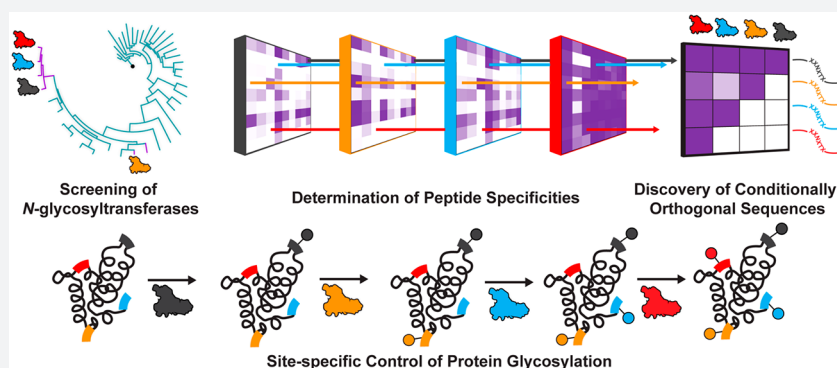 Screening of
N-glycosyltransferases
Determination of Peptide Specificities
Discovery of Conditionally
Orthogonal Sequences
Site-specific Control of Protein Glycosylation